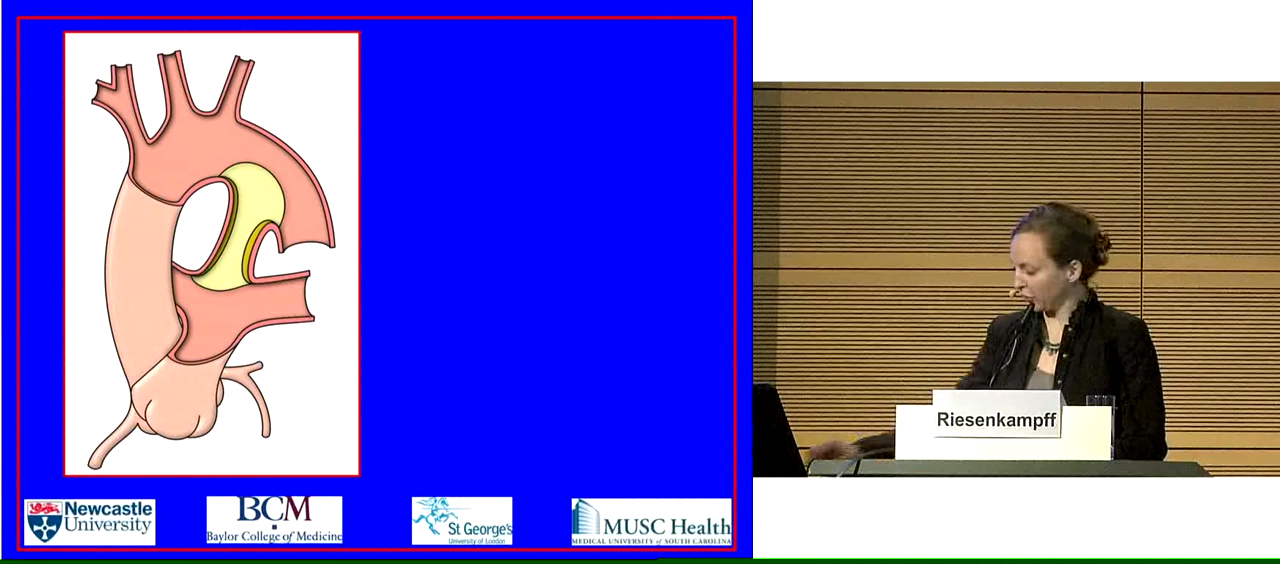 Newcastle
University
BCM
Baylor College of Medicine
St George's
University of London
MUSC Health
MEDICAL UNIVERSITY of SOUTH CAROLINA
Riesenkampff